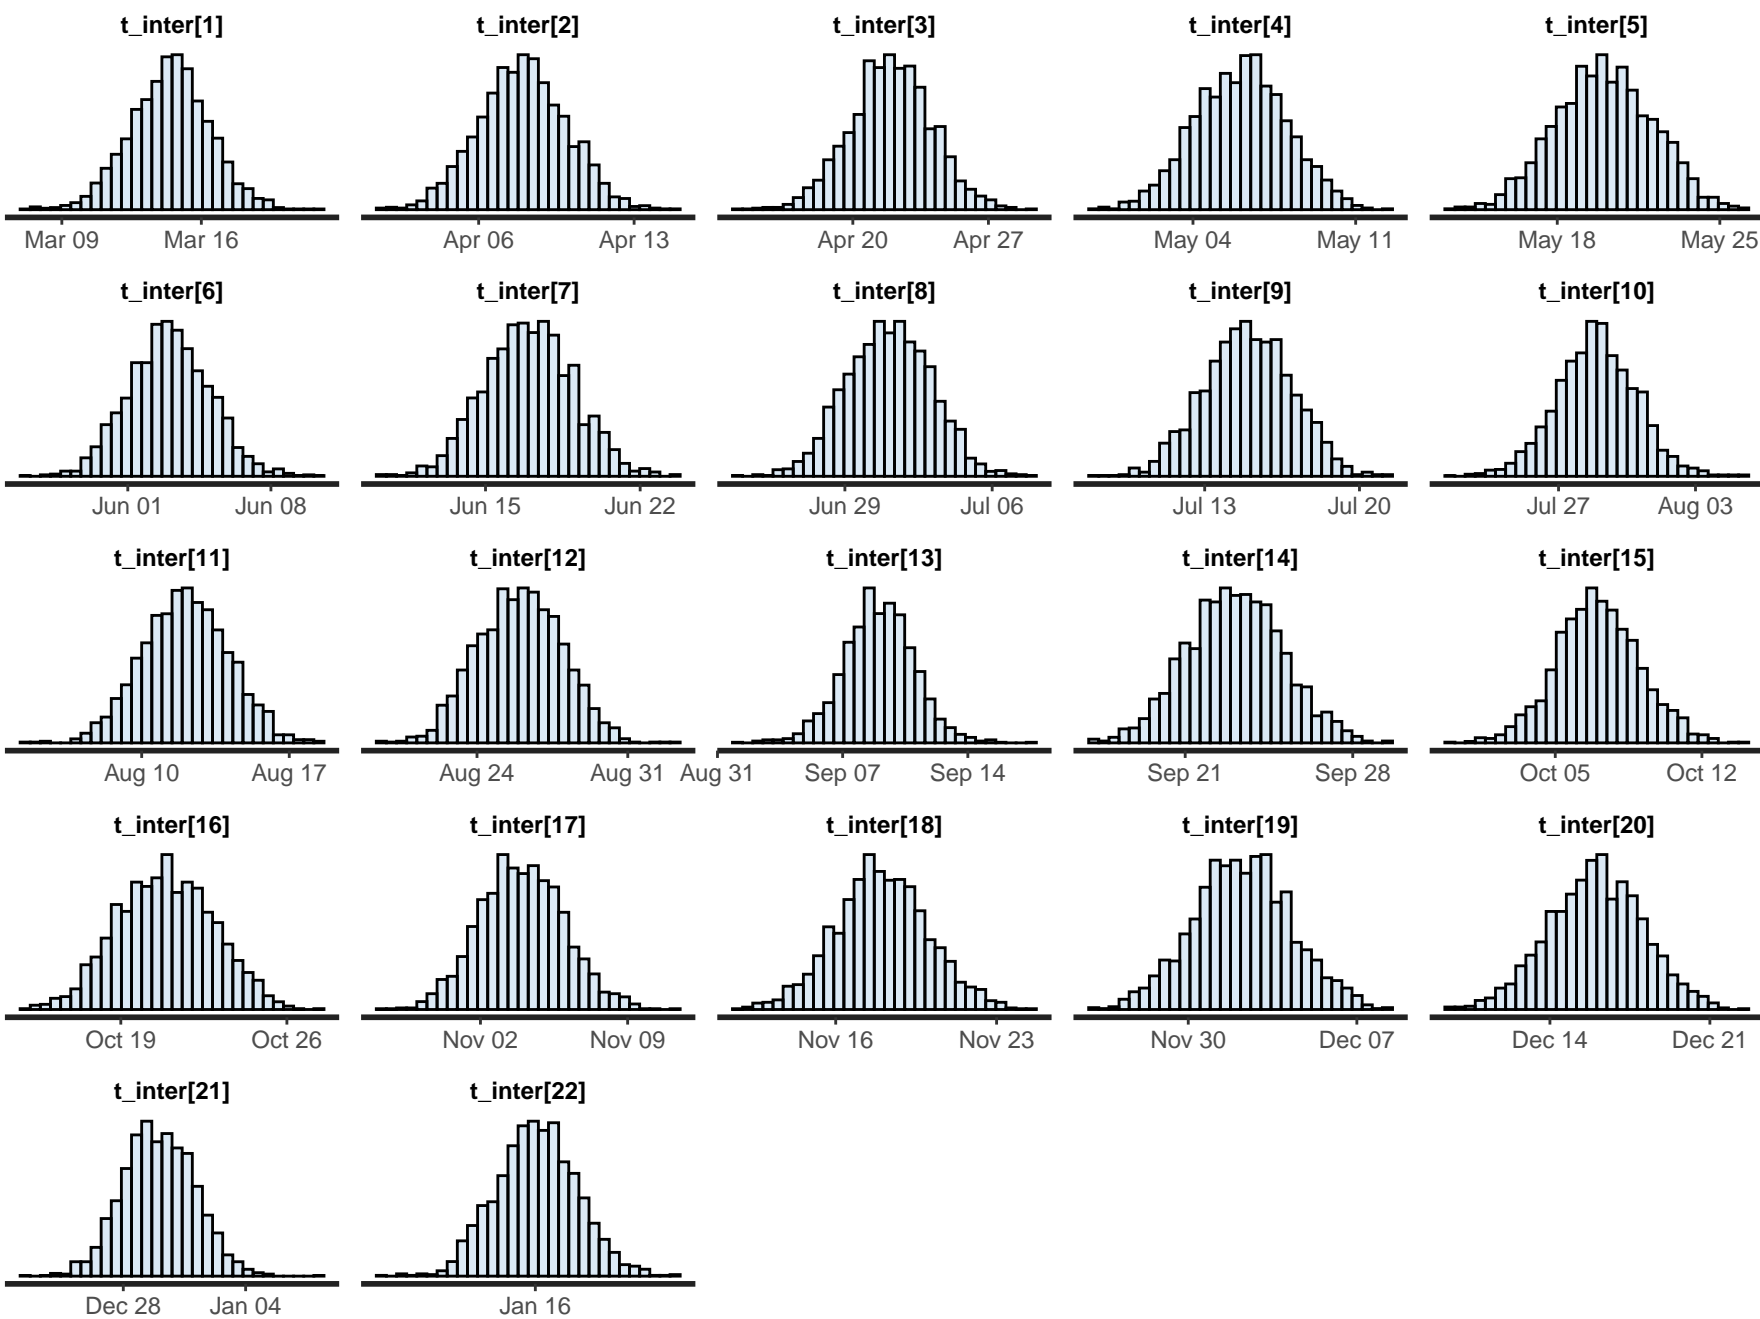 t_inter[1] t_inter[2] t_inter[3] t_inter[4] t_inter[5]
Mar 09 Mar 16 Apr 06 Apr 13 Apr 20 Apr 27 May 04 May 11 May 18 May 25
t_inter[6] t_inter[7] t_inter[8] t_inter[9] t_inter[10]
Jun 01 Jun 08 Jun 15 Jun 22 Jun 29 Jul 06 Jul 13 Jul 20 Jul 27 Aug 03
t_inter[11] t_inter[12] t_inter[13] t_inter[14] t_inter[15]
Aug 10 Aug 17 Aug 24 Aug 31 Aug 31 Sep 07 Sep 14 Sep 21 Sep 28 Oct 05 Oct 12
t_inter[16] t_inter[17] t_inter[18] t_inter[19] t_inter[20]
Oct 19 Oct 26 Nov 02 Nov 09 Nov 16 Nov 23 Nov 30 Dec 07 Dec 14 Dec 21
t_inter[21] t_inter[22]
Dec 28 Jan 04 Jan 16